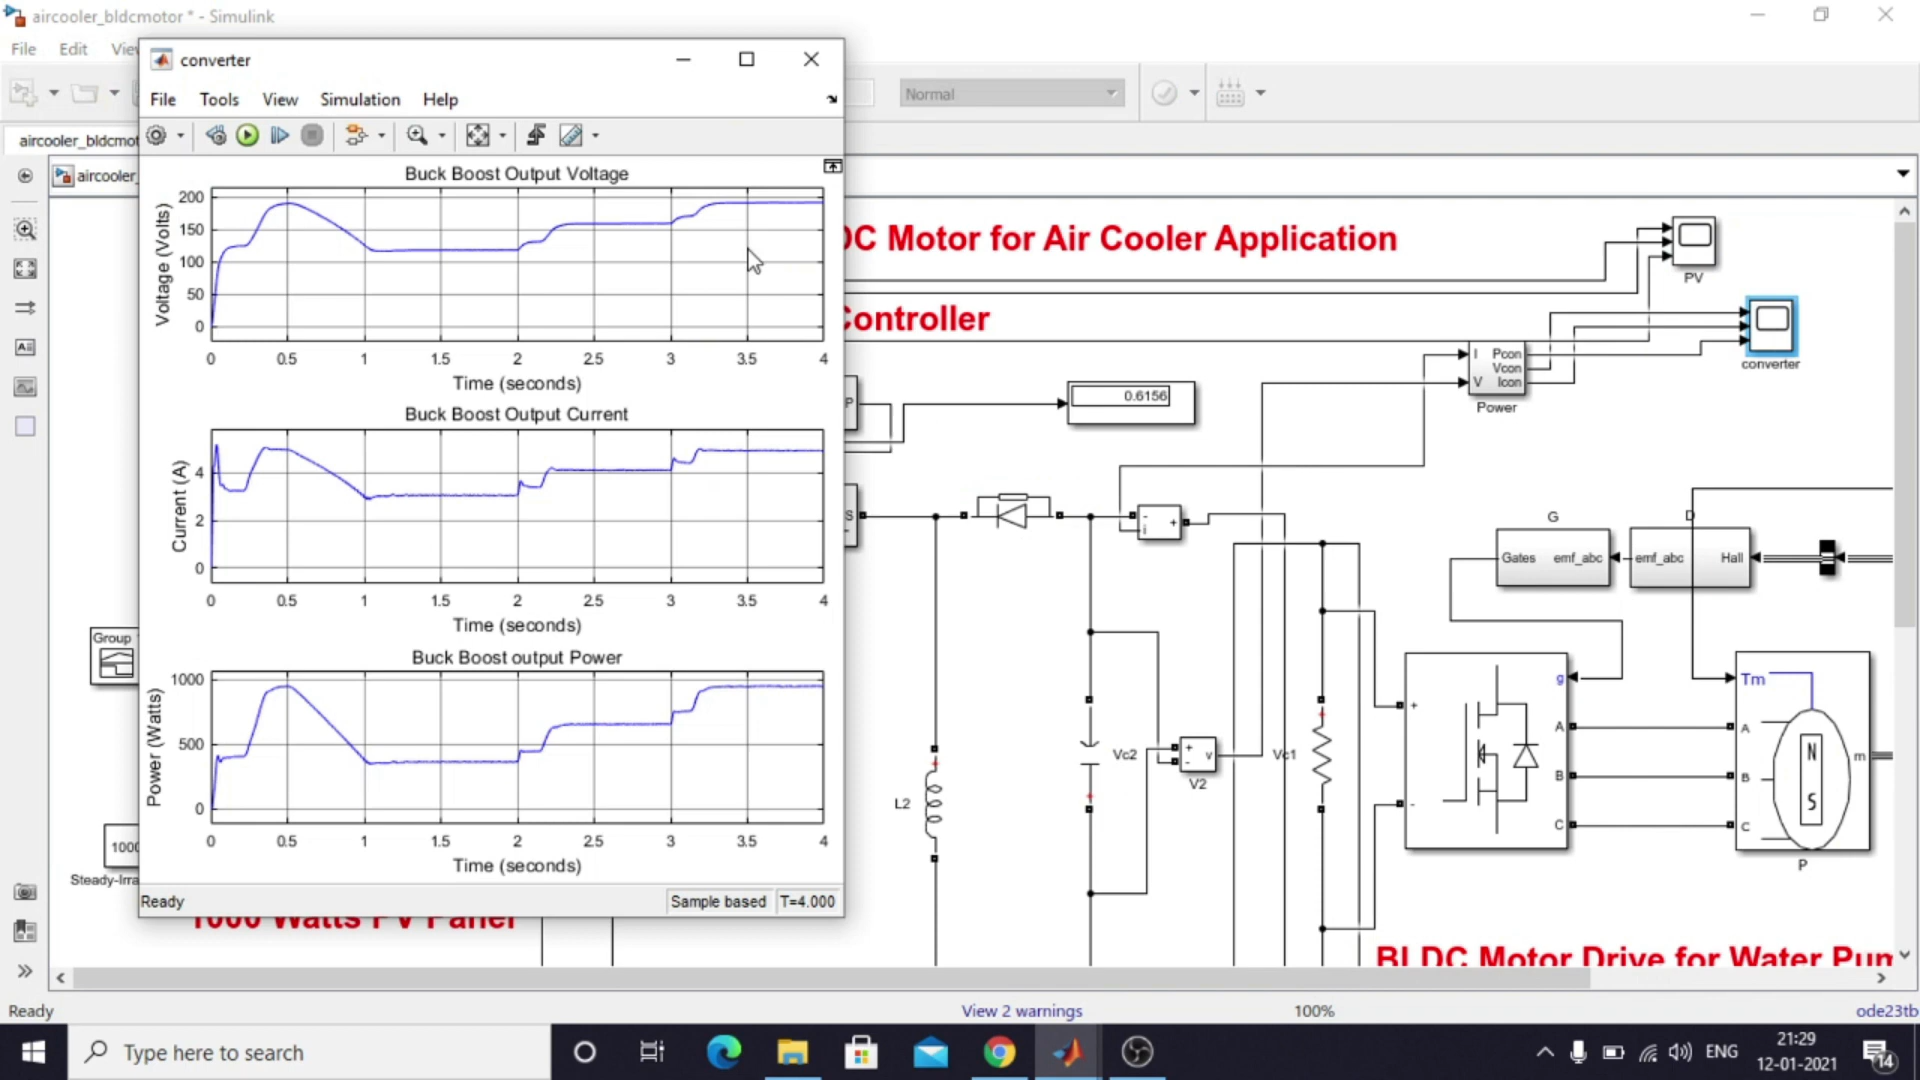 aircooler_bldcmotor * - Simulink
File Edit
converter
File Tools View Simulation Help
Normal
aircooler_bldcmot
aircooler_
Buck Boost Output Voltage
Voltage (Volts)
200
150
100
50
0
0 0.5 1 1.5 2 2.5 3 3.5 4
Time (seconds)
Buck Boost Output Current
Current (A)
4
2
0
0 0.5 1 1.5 2 2.5 3 3.5 4
Time (seconds)
Buck Boost output Power
Power (Watts)
1000
500
0
0 0.5 1 1.5 2 2.5 3 3.5 4
Time (seconds)
Ready Sample based T=4.000
DC Motor for Air Cooler Application
Controller
PV
converter
I Pcon
Vcon
V Icon
Power
0.6156
P
S
- i +
G
Gates emf_abc
D
emf_abc Hall
Group
1000
Steady-Irra
1000 Watts PV Panel
L2
Vc2
+ - v
V2
Vc1
g
+
-
A
B
C
Tm
A
B
C
N
S
m
P
BLDC Motor Drive for Water Pum
Ready View 2 warnings 100% ode23tb
Type here to search
ENG
21:29
12-01-2021
14